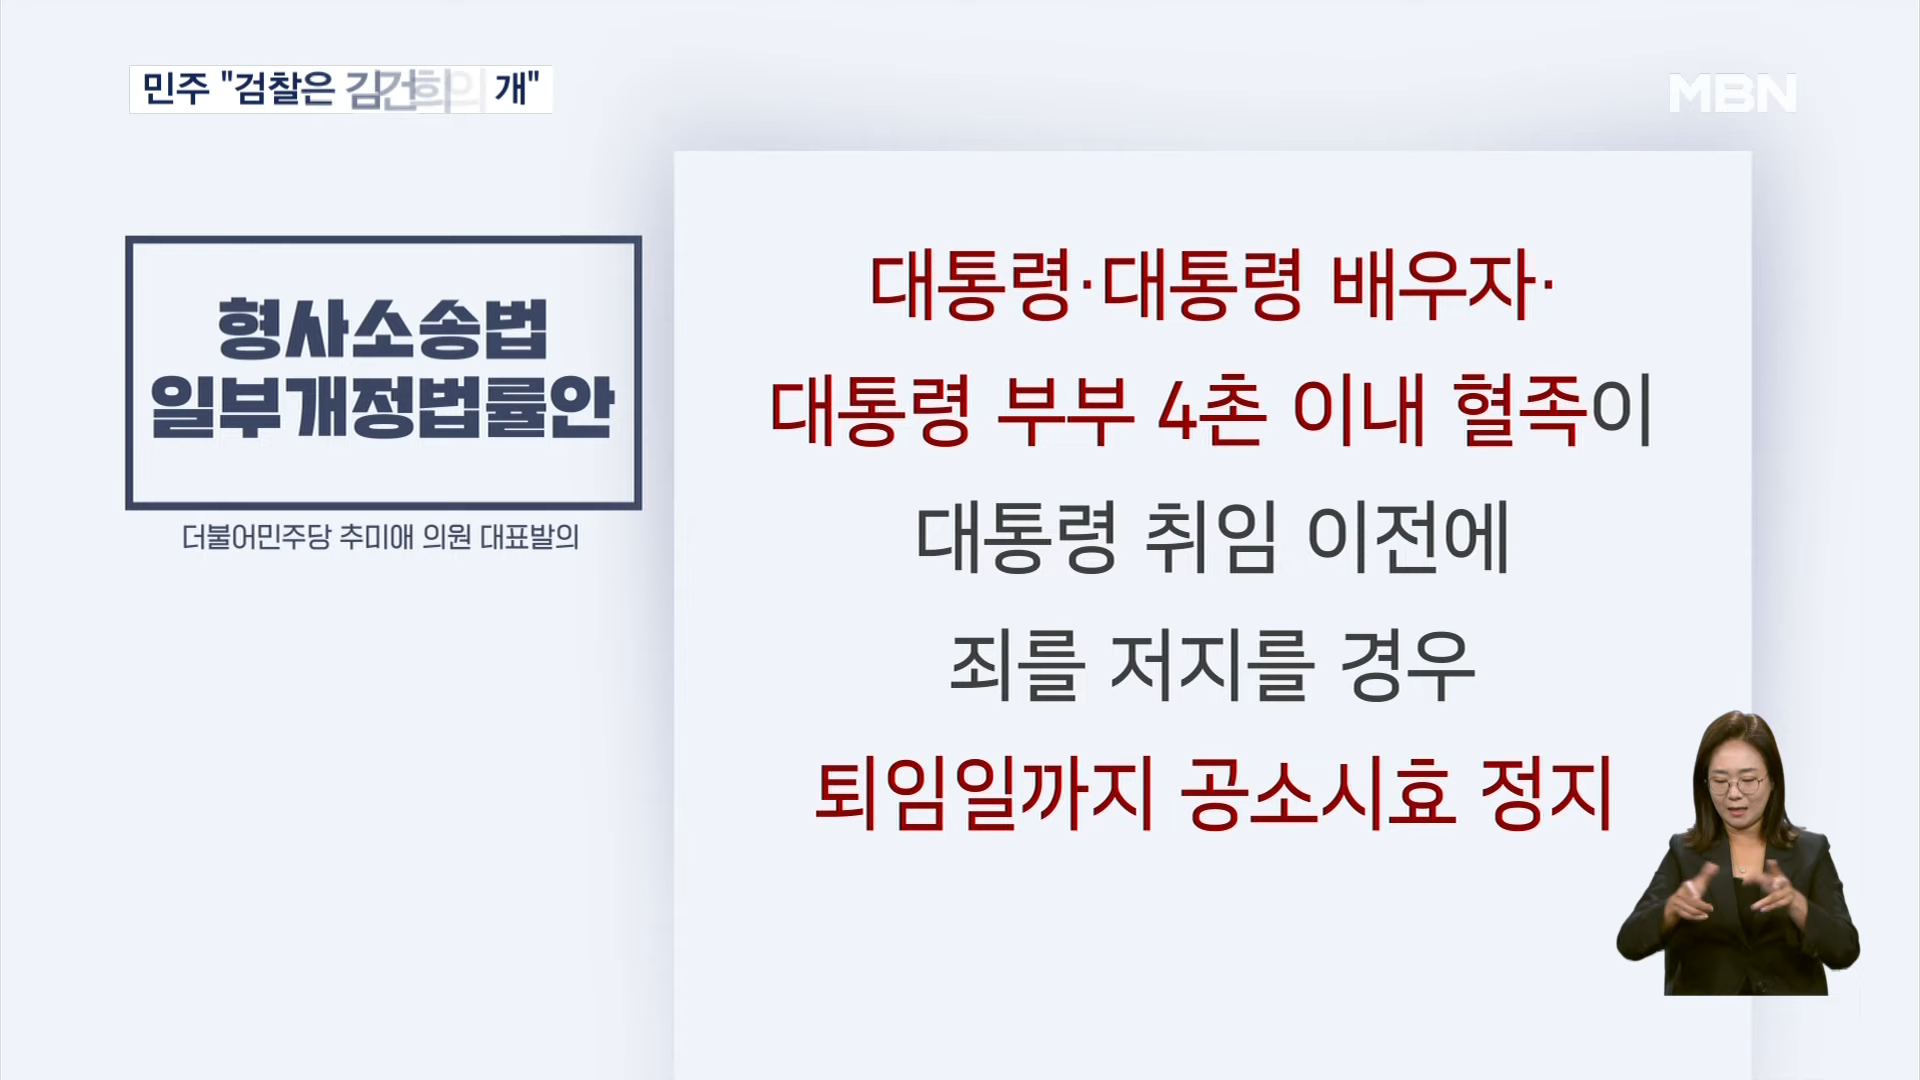 민주 "검찰은 김건희의 개"
MBN
형사소송법
일부개정법률안
더불어민주당 추미애 의원 대표발의
대통령·대통령 배우자·
대통령 부부 4촌 이내 혈족이
대통령 취임 이전에
죄를 저지를 경우
퇴임일까지 공소시효 정지